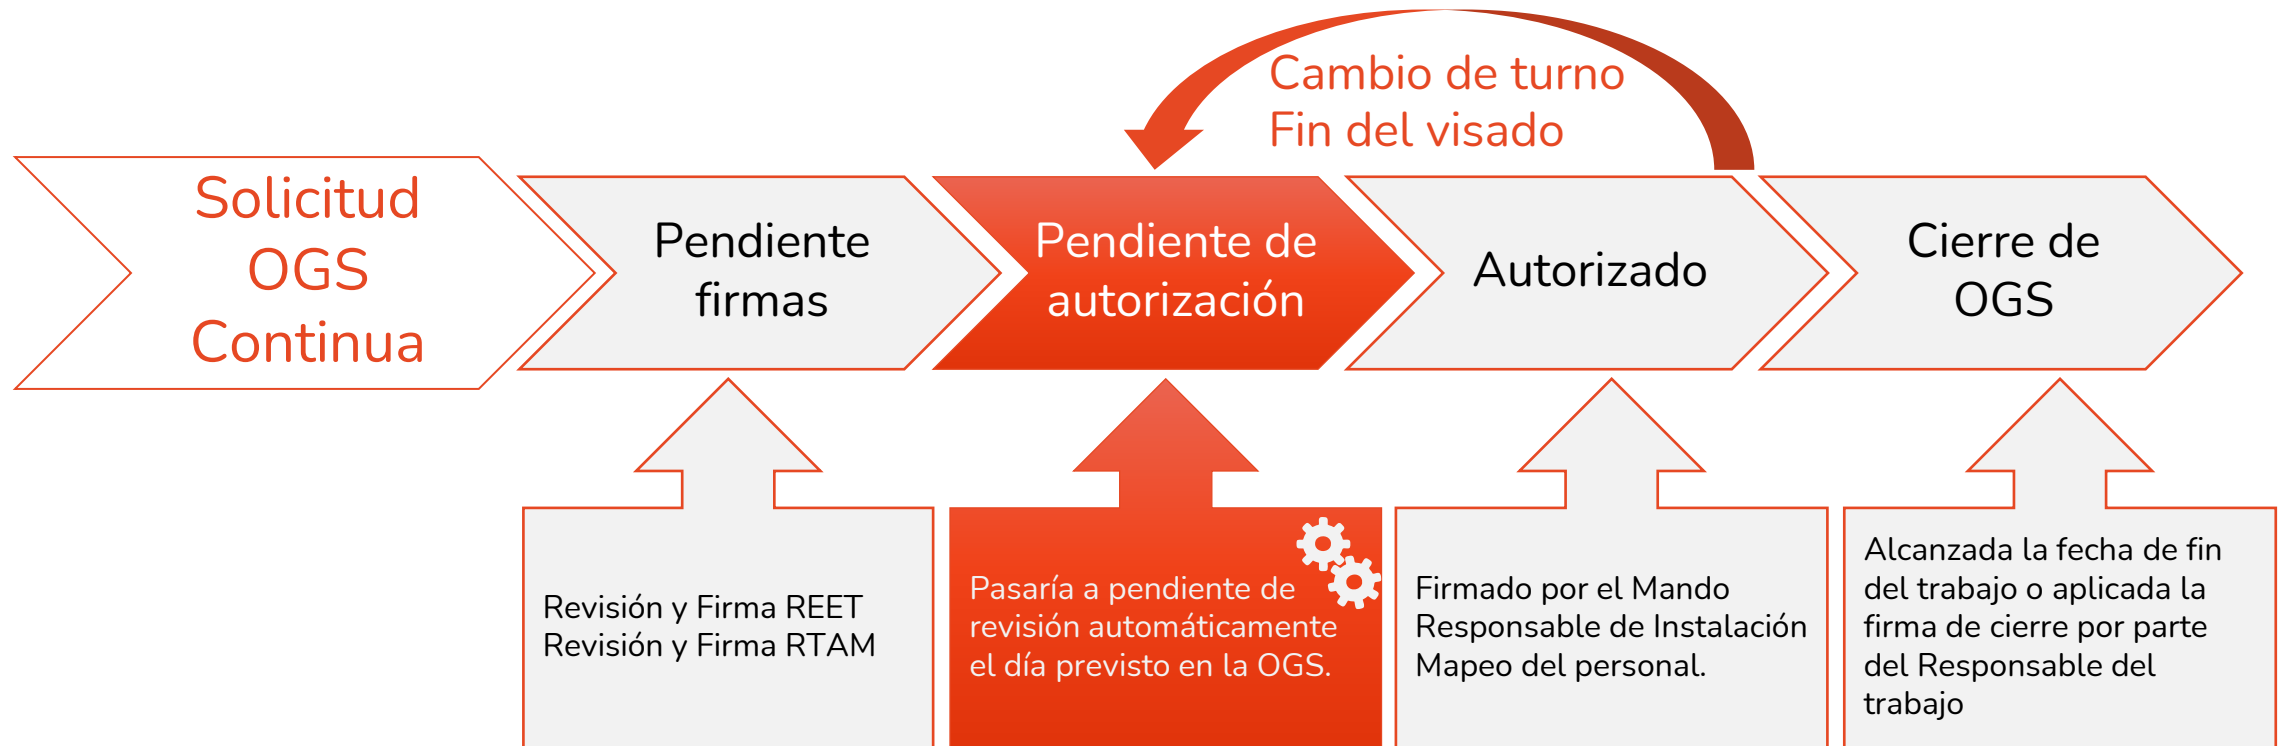 Cambio de turno
Fin del visado
Solicitud
OGS
Continua
Pendiente
firmas
Pendiente de
autorización
Autorizado
Cierre de
OGS
Revisión y Firma REET
Revisión y Firma RTAM
Pasaría a pendiente de
revisión automáticamente
el día previsto en la OGS.
Firmado por el Mando
Responsable de Instalación
Mapeo del personal.
Alcanzada la fecha de fin
del trabajo o aplicada la
firma de cierre por parte
del Responsable del
trabajo